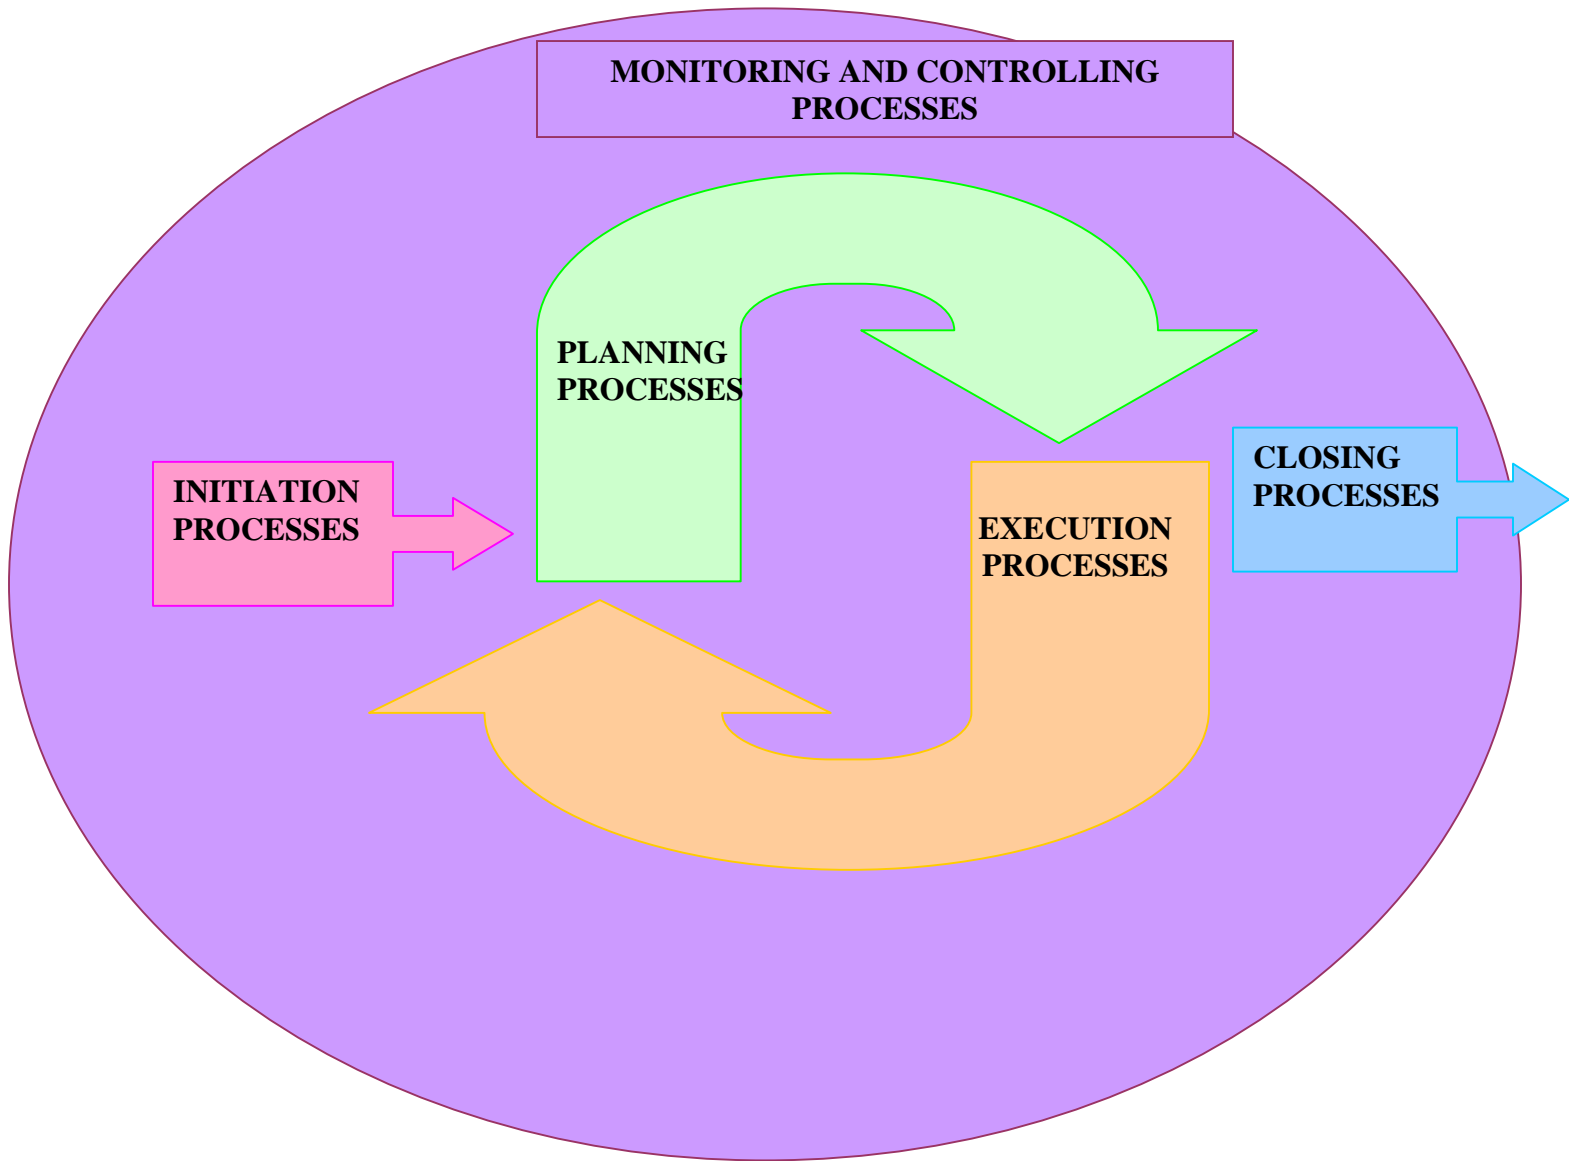 MONITORING AND CONTROLLING
PROCESSES
PLANNING
PROCESSES
INITIATION
PROCESSES
EXECUTION
PROCESSES
CLOSING
PROCESSES